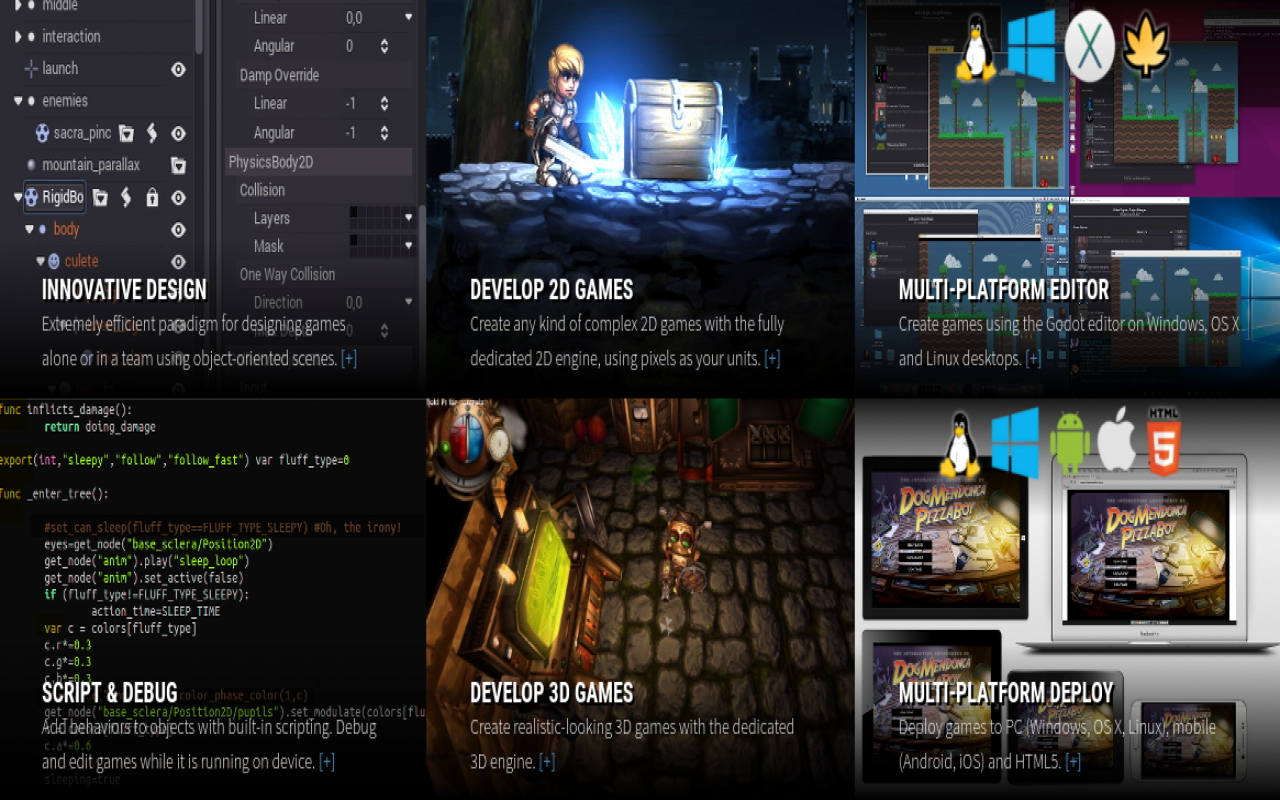 middle
interaction
launch
enemies
sacra_pinc
mountain_parallax
RigidBo
body
culete
Linear 0,0
Angular 0
Damp Override
Linear -1
Angular -1
PhysicsBody2D
Collision
Layers
Mask
One Way Collision
Direction 0,0
INNOVATIVE DESIGN
Extremely efficient paradigm for designing games
alone or in a team using object-oriented scenes. [+]
DEVELOP 2D GAMES
Create any kind of complex 2D games with the fully
dedicated 2D engine, using pixels as your units. [+]
MULTI-PLATFORM EDITOR
Create games using the Godot editor on Windows, OS X
and Linux desktops. [+]
func inflicts_damage():
return doing_damage
export(int,"sleepy","follow","follow_fast") var fluff_type=0
func _enter_tree():
#set_can_sleep(fluff_type==FLUFF_TYPE_SLEEPY) #Oh, the irony!
eyes=get_node("base_sclera/Position2D")
get_node("anim").play("sleep_loop")
get_node("anim").set_active(false)
if (fluff_type!=FLUFF_TYPE_SLEEPY):
action_time=SLEEP_TIME
var c = colors[fluff_type]
c.r*=0.3
c.g*=0.3
c.b*=0.3
color_phase_color(1,c)
get_node("base_sclera/Position2D/pupils").set_modulate(colors[flu
c.a*=0.6
sleeping=true
SCRIPT & DEBUG
Add behaviors to objects with built-in scripting. Debug
and edit games while it is running on device. [+]
DEVELOP 3D GAMES
Create realistic-looking 3D games with the dedicated
3D engine. [+]
HTML
5
DOGMENDONCA
PIZZABOY
DOGMENDONCA
PIZZABOY
DOGMENDONCA
PIZZABOY
MULTI-PLATFORM DEPLOY
Deploy games to PC (Windows, OS X, Linux), mobile
(Android, iOS) and HTML5. [+]